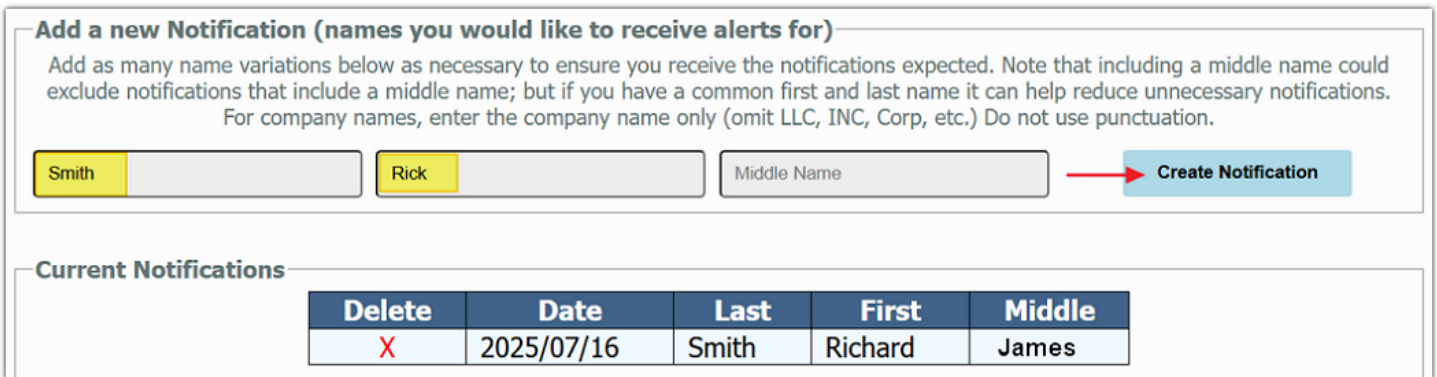 Add a new Notification (names you would like to receive alerts for)
Add as many name variations below as necessary to ensure you receive the notifications expected. Note that including a middle name could
exclude notifications that include a middle name; but if you have a common first and last name it can help reduce unnecessary notifications.
For company names, enter the company name only (omit LLC, INC, Corp, etc.) Do not use punctuation.
Smith Rick Middle Name Create Notification
Current Notifications
Delete Date Last First Middle
X 2025/07/16 Smith Richard James